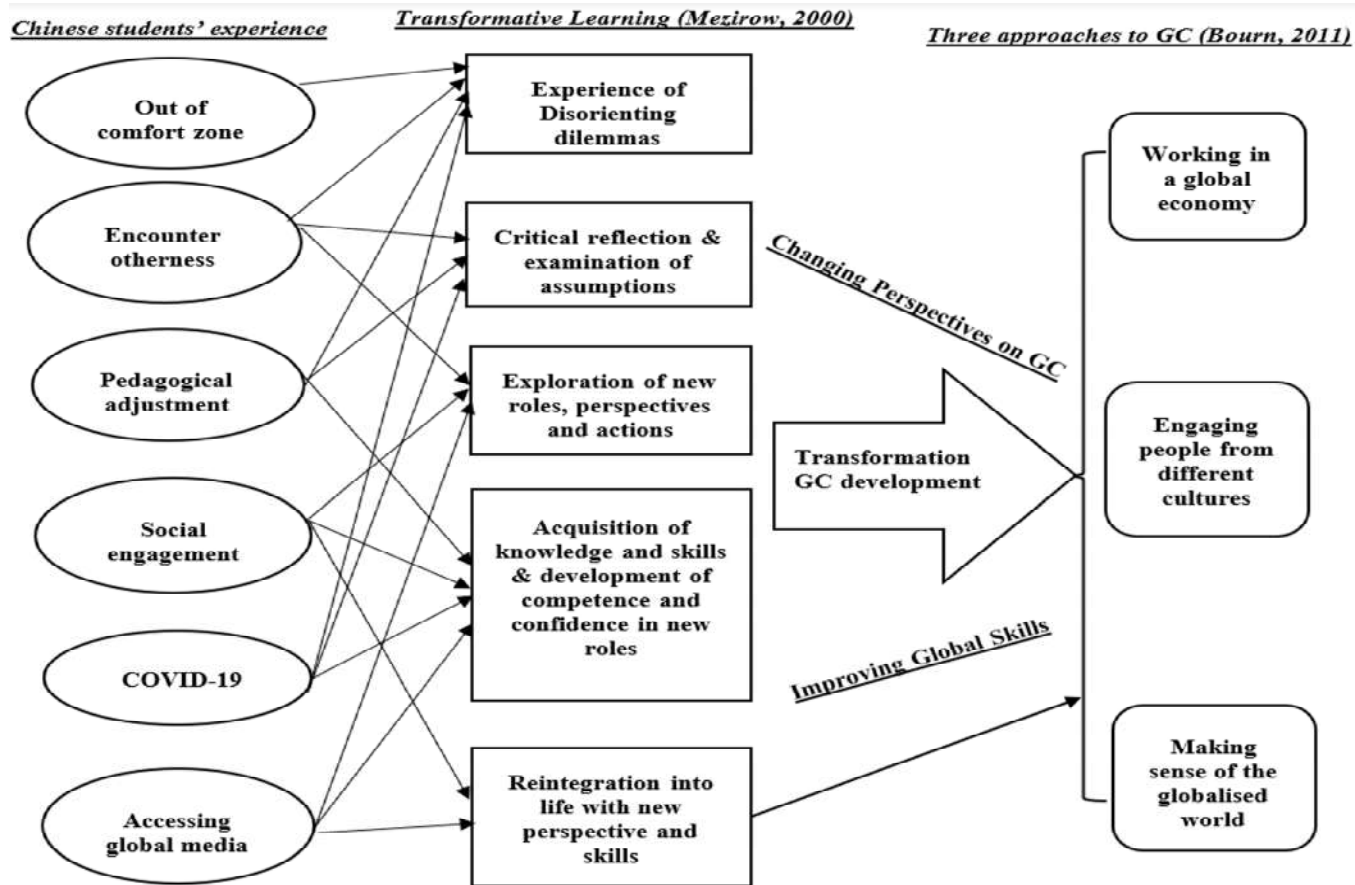 Chinese students' experience
Transformative Learning (Mezirow, 2000)
Three approaches to GC (Bourn, 2011)
Out of
comfort zone
Encounter
otherness
Pedagogical
adjustment
Social
engagement
COVID-19
Accessing
global media
Experience of
Disorienting
dilemmas
Critical reflection &
examination of
assumptions
Exploration of new
roles, perspectives
and actions
Acquisition of
knowledge and skills
& development of
competence and
confidence in new
roles
Reintegration into
life with new
perspective and
skills
Changing Perspectives on GC
Transformation
GC development
Improving Global Skills
Working in
a global
economy
Engaging
people from
different
cultures
Making
sense of the
globalised
world